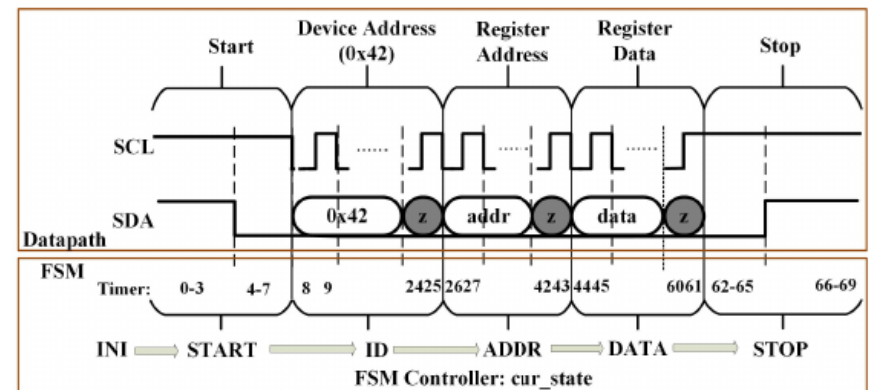 Start
Device Address
(0x42)
Register
Address
Register
Data
Stop
SCL
......
......
......
SDA
0x42
z
addr
z
data
z
Datapath
FSM
Timer: 0-3 4-7 8 9 2425 2627 4243 4445 6061 62-65 66-69
INI START ID ADDR DATA STOP
FSM Controller: cur_state